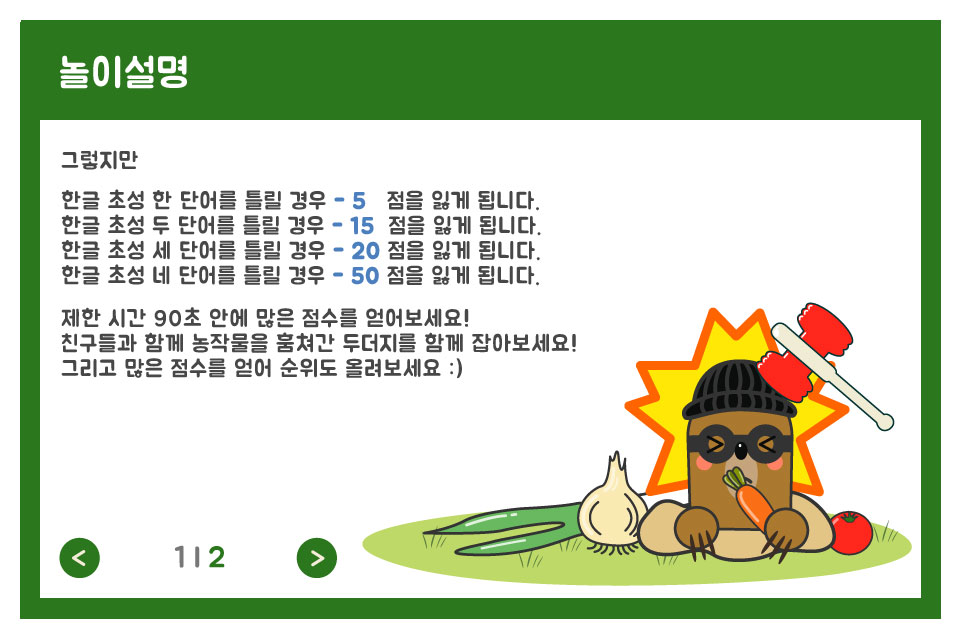 놀이설명
그렇지만
한글 초성 한 단어를 틀릴 경우 - 5 점을 잃게 됩니다.
한글 초성 두 단어를 틀릴 경우 - 15 점을 잃게 됩니다.
한글 초성 세 단어를 틀릴 경우 - 20 점을 잃게 됩니다.
한글 초성 네 단어를 틀릴 경우 - 50 점을 잃게 됩니다.
제한 시간 90초 안에 많은 점수를 얻어보세요!
친구들과 함께 농작물을 훔쳐간 두더지를 함께 잡아보세요!
그리고 많은 점수를 얻어 순위도 올려보세요 :)
< 1 | 2 >